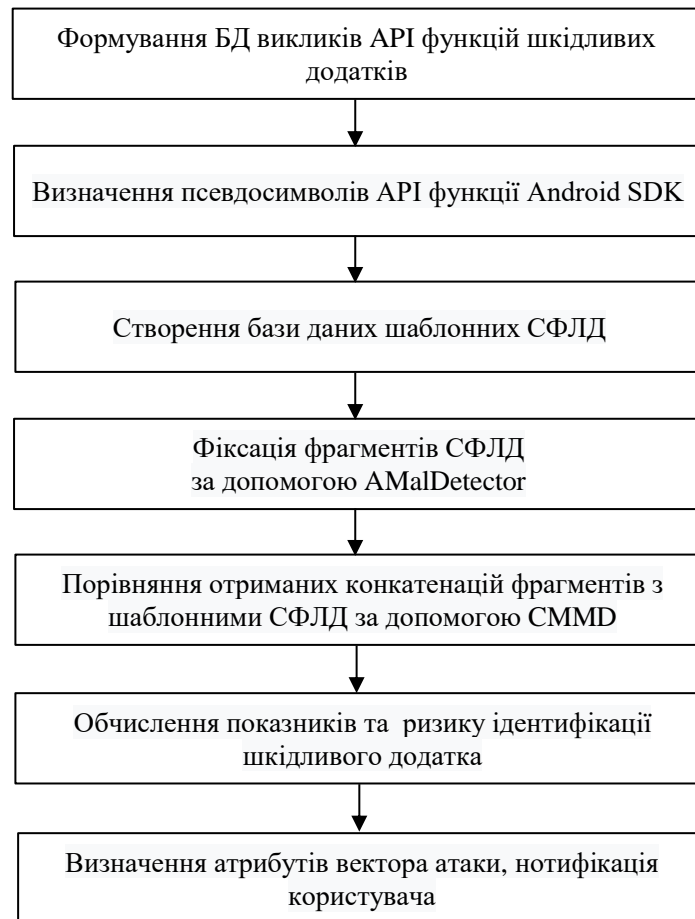 Формування БД викликів API функцій шкідливих
додатків
Визначення псевдосимволів API функції Android SDK
Створення бази даних шаблонних СФЛД
Фіксація фрагментів СФЛД
за допомогою AMalDetector
Порівняння отриманих конкатенацій фрагментів з
шаблонними СФЛД за допомогою CMMD
Обчислення показників та ризику ідентифікації
шкідливого додатка
Визначення атрибутів вектора атаки, нотифікація
користувача